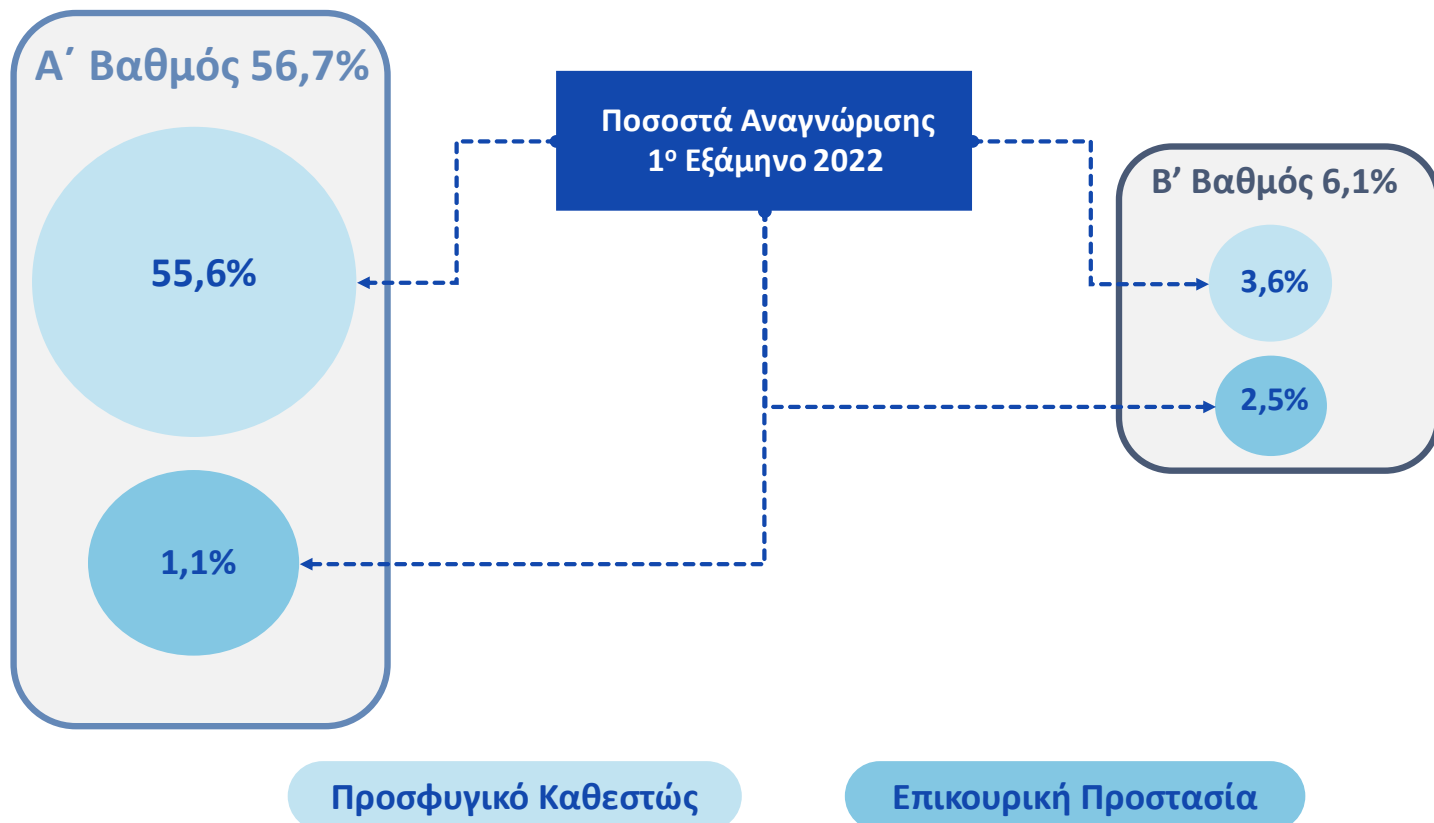 Α΄ Βαθμός 56,7%
55,6%
1,1%
Ποσοστά Αναγνώρισης
1ο Εξάμηνο 2022
Β’ Βαθμός 6,1%
3,6%
2,5%
Προσφυγικό Καθεστώς
Επικουρική Προστασία